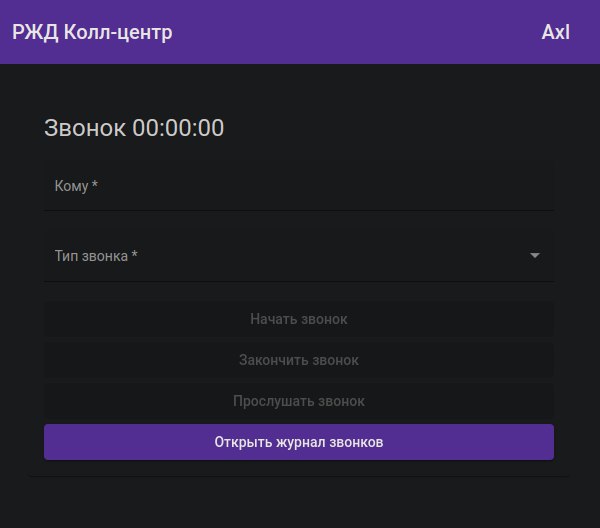 РЖД Колл-центр
Axl
Звонок 00:00:00
Кому *
Тип звонка *
Начать звонок
Закончить звонок
Прослушать звонок
Открыть журнал звонков